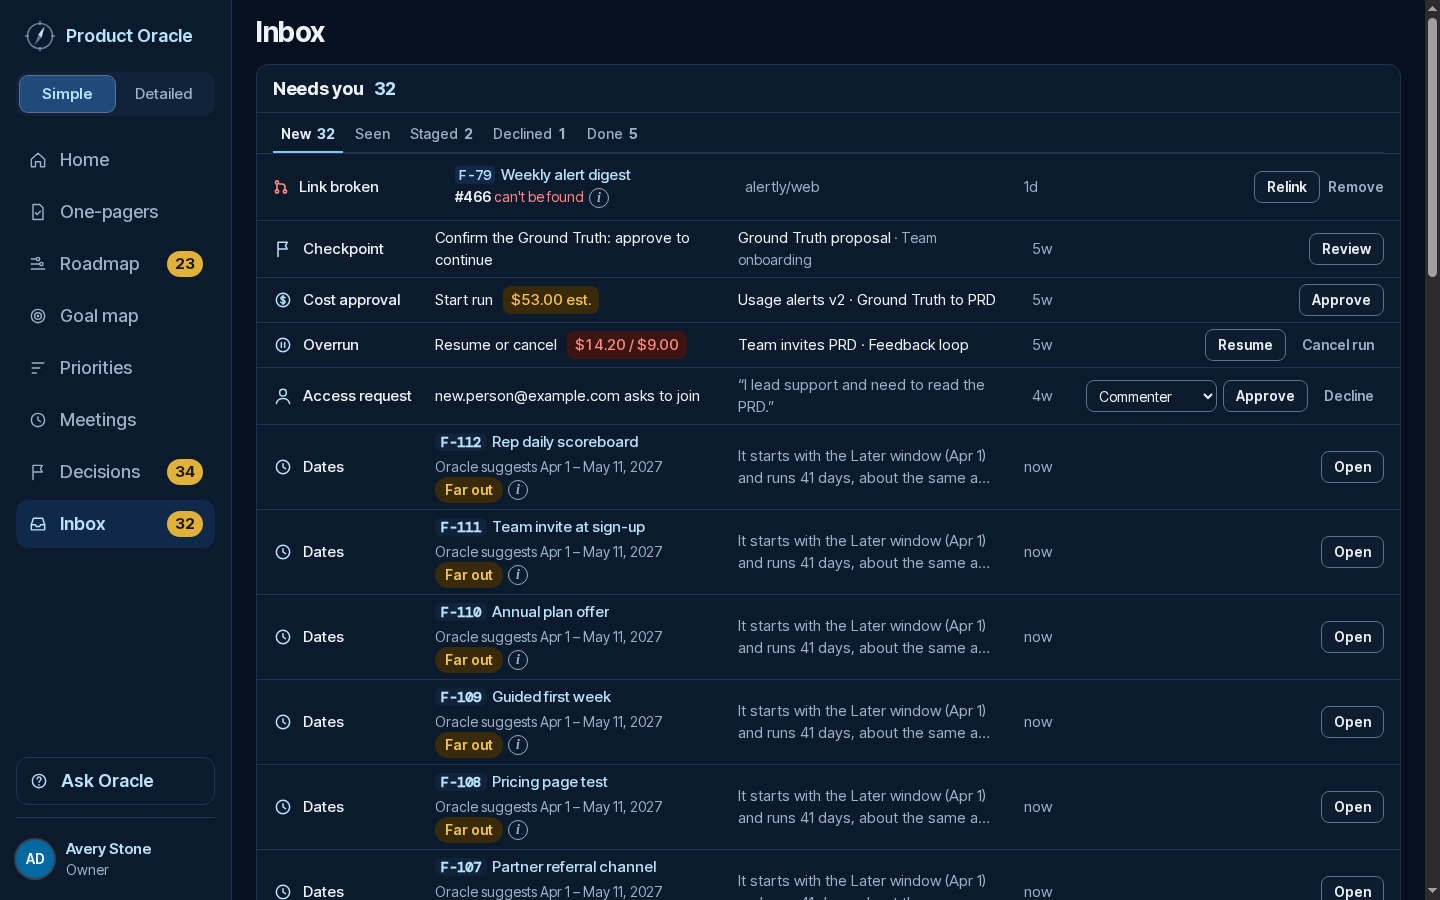 Product Oracle
Simple
Detailed
Home
One-pagers
Roadmap 23
Goal map
Priorities
Meetings
Decisions 34
Inbox 32
Ask Oracle
AD
Avery Stone
Owner
Inbox
Needs you 32
New 32
Seen
Staged 2
Declined 1
Done 5
Link broken
F-79 Weekly alert digest
#466 can't be found i
alertly/web
1d
Relink
Remove
Checkpoint
Confirm the Ground Truth: approve to
continue
Ground Truth proposal · Team
onboarding
5w
Review
Cost approval
Start run $53.00 est.
Usage alerts v2 · Ground Truth to PRD
5w
Approve
Overrun
Resume or cancel $14.20 / $9.00
Team invites PRD · Feedback loop
5w
Resume
Cancel run
Access request
new.person@example.com asks to join
“I lead support and need to read the
PRD.”
4w
Commenter
Approve
Decline
Dates
F-112 Rep daily scoreboard
Oracle suggests Apr 1 – May 11, 2027
Far out i
It starts with the Later window (Apr 1)
and runs 41 days, about the same a…
now
Open
Dates
F-111 Team invite at sign-up
Oracle suggests Apr 1 – May 11, 2027
Far out i
It starts with the Later window (Apr 1)
and runs 41 days, about the same a…
now
Open
Dates
F-110 Annual plan offer
Oracle suggests Apr 1 – May 11, 2027
Far out i
It starts with the Later window (Apr 1)
and runs 41 days, about the same a…
now
Open
Dates
F-109 Guided first week
Oracle suggests Apr 1 – May 11, 2027
Far out i
It starts with the Later window (Apr 1)
and runs 41 days, about the same a…
now
Open
Dates
F-108 Pricing page test
Oracle suggests Apr 1 – May 11, 2027
Far out i
It starts with the Later window (Apr 1)
and runs 41 days, about the same a…
now
Open
Dates
F-107 Partner referral channel
Oracle suggests Apr 1 – May 11, 2027
It starts with the Later window (Apr 1)
now
Open